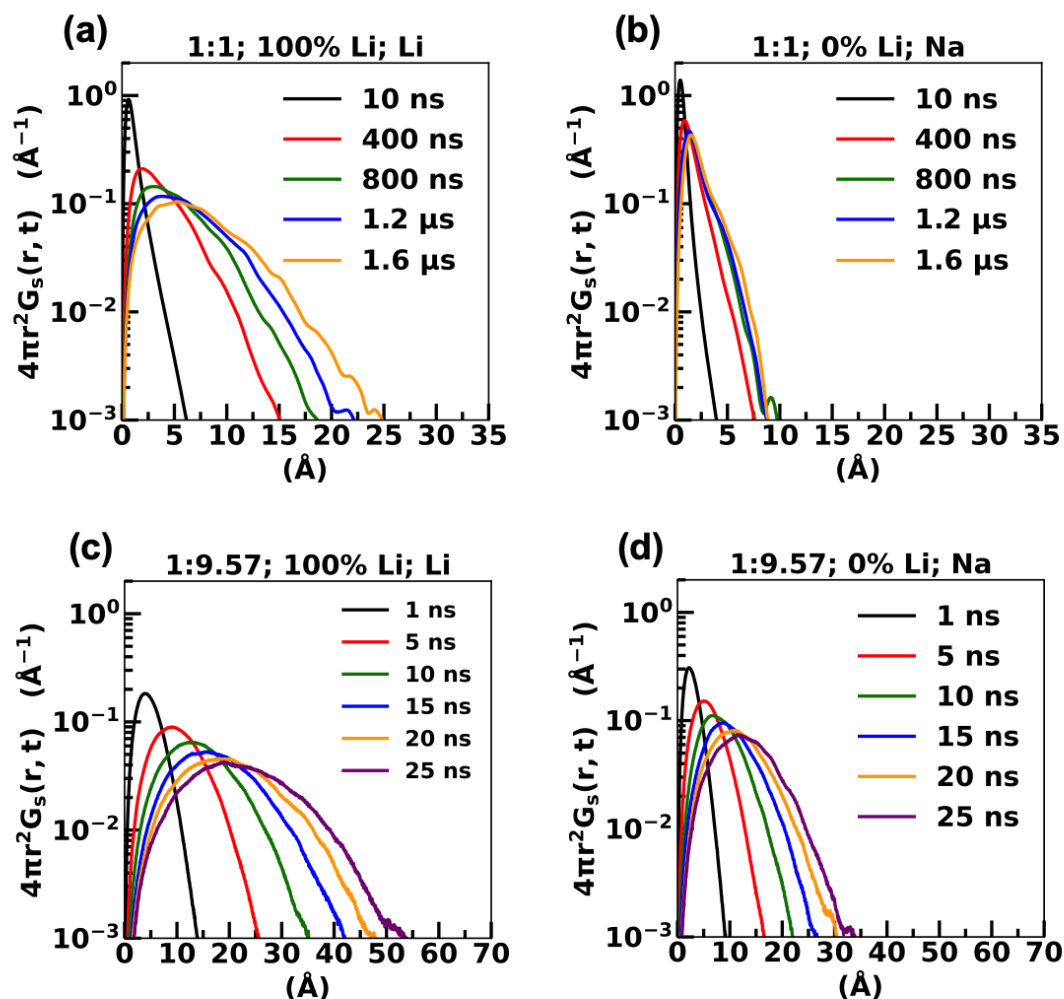 (a)
1:1; 100% Li; Li
4πr²Gₛ(r, t) (Å⁻¹)
10⁰
10⁻¹
10⁻²
10⁻³
10 ns
400 ns
800 ns
1.2 μs
1.6 μs
0 5 10 15 20 25 30 35
(Å)
(b)
1:1; 0% Li; Na
4πr²Gₛ(r, t) (Å⁻¹)
10⁰
10⁻¹
10⁻²
10⁻³
10 ns
400 ns
800 ns
1.2 μs
1.6 μs
0 5 10 15 20 25 30 35
(Å)
(c)
1:9.57; 100% Li; Li
4πr²Gₛ(r, t) (Å⁻¹)
10⁰
10⁻¹
10⁻²
10⁻³
1 ns
5 ns
10 ns
15 ns
20 ns
25 ns
0 10 20 30 40 50 60 70
(Å)
(d)
1:9.57; 0% Li; Na
4πr²Gₛ(r, t) (Å⁻¹)
10⁰
10⁻¹
10⁻²
10⁻³
1 ns
5 ns
10 ns
15 ns
20 ns
25 ns
0 10 20 30 40 50 60 70
(Å)